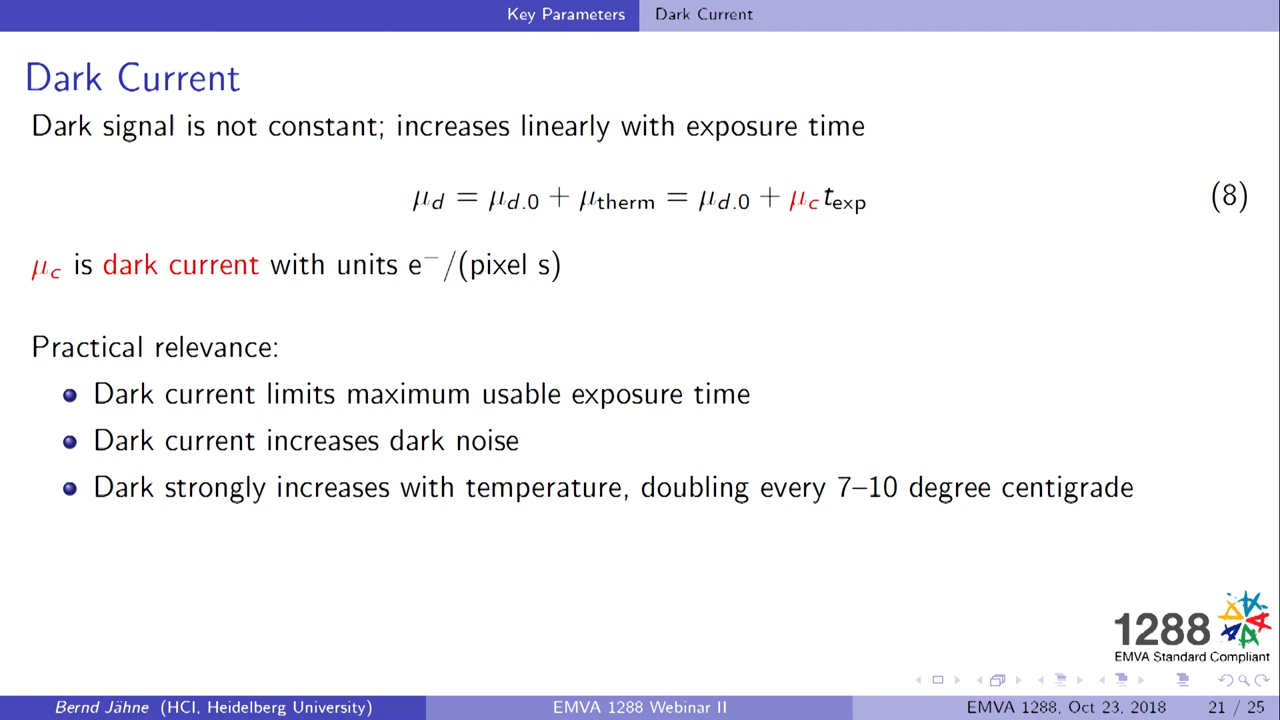 Key Parameters Dark Current
Dark Current
Dark signal is not constant; increases linearly with exposure time
μd = μd.0 + μtherm = μd.0 + μc texp (8)
μc is dark current with units e−/(pixel s)
Practical relevance:
Dark current limits maximum usable exposure time
Dark current increases dark noise
Dark strongly increases with temperature, doubling every 7–10 degree centigrade
1288
EMVA Standard Compliant
Bernd Jähne (HCI, Heidelberg University) EMVA 1288 Webinar II EMVA 1288, Oct 23, 2018 21 / 25